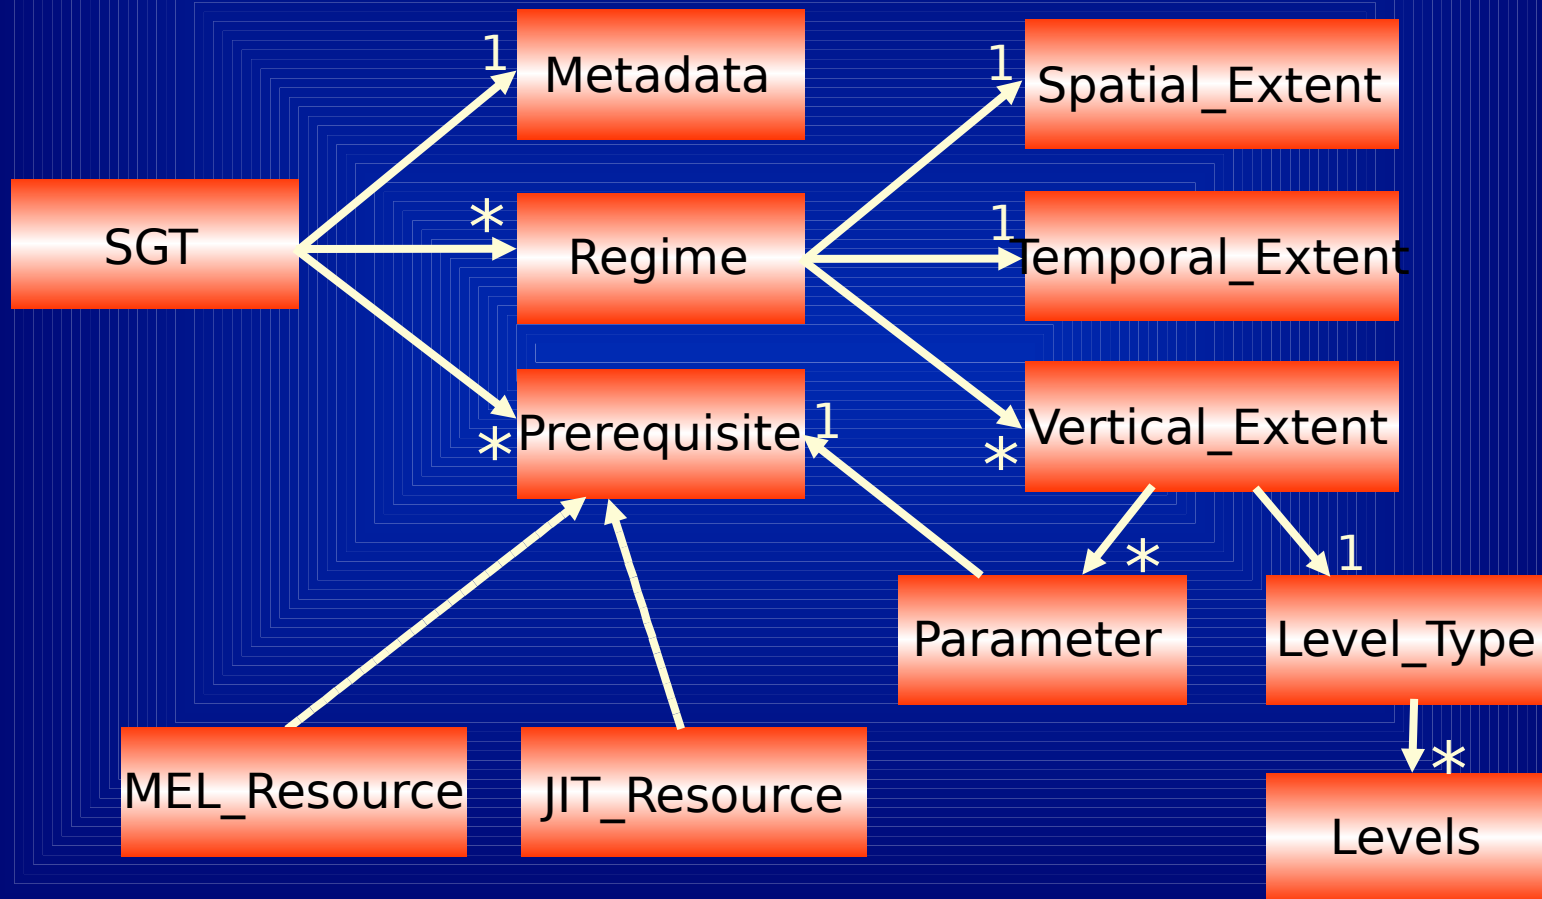 1
Metadata
1
Spatial_Extent
SGT
*
Regime
1
Temporal_Extent
*
Prerequisite
1
*
Vertical_Extent
*
1
Parameter
Level_Type
MEL_Resource
JIT_Resource
*
Levels